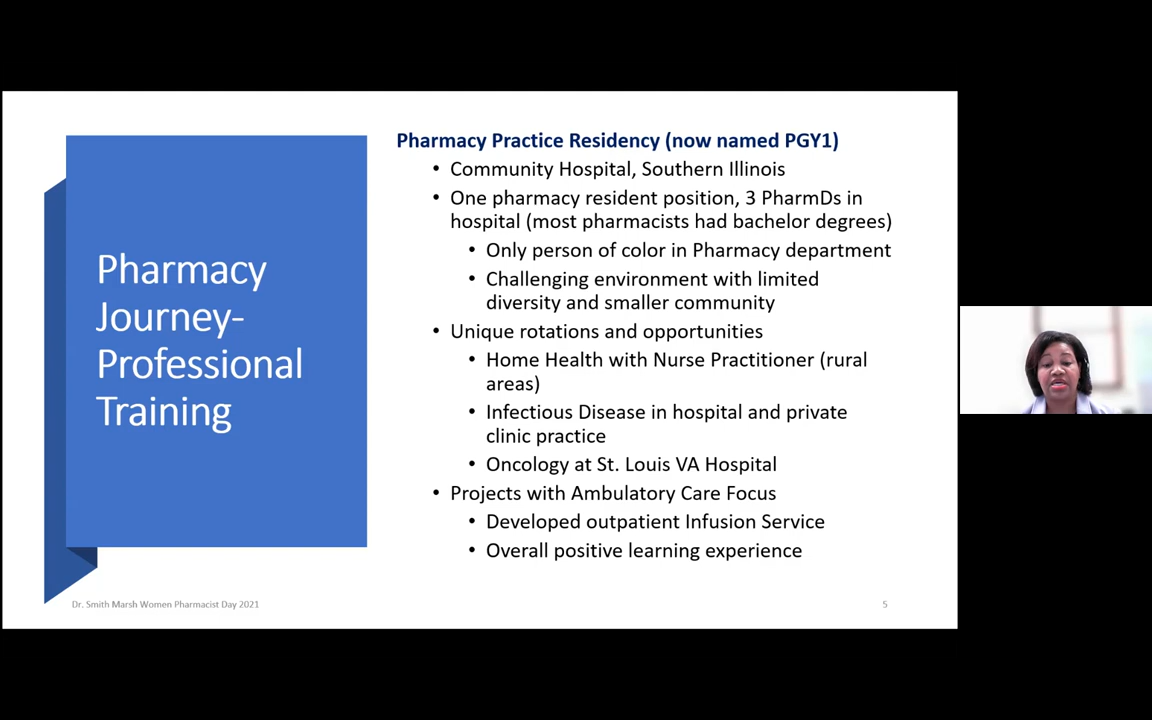 Pharmacy
Journey-
Professional
Training
Pharmacy Practice Residency (now named PGY1)
• Community Hospital, Southern Illinois
• One pharmacy resident position, 3 PharmDs in
hospital (most pharmacists had bachelor degrees)
• Only person of color in Pharmacy department
• Challenging environment with limited
diversity and smaller community
• Unique rotations and opportunities
• Home Health with Nurse Practitioner (rural
areas)
• Infectious Disease in hospital and private
clinic practice
• Oncology at St. Louis VA Hospital
• Projects with Ambulatory Care Focus
• Developed outpatient Infusion Service
• Overall positive learning experience
Dr. Smith Marsh Women Pharmacist Day 2021
5